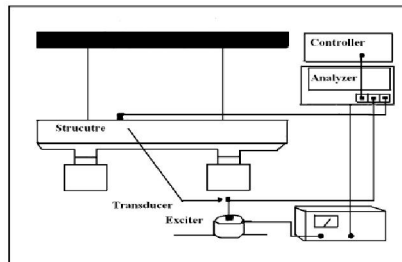 Controller
Analyzer
Strucutre
Transducer
Exciter